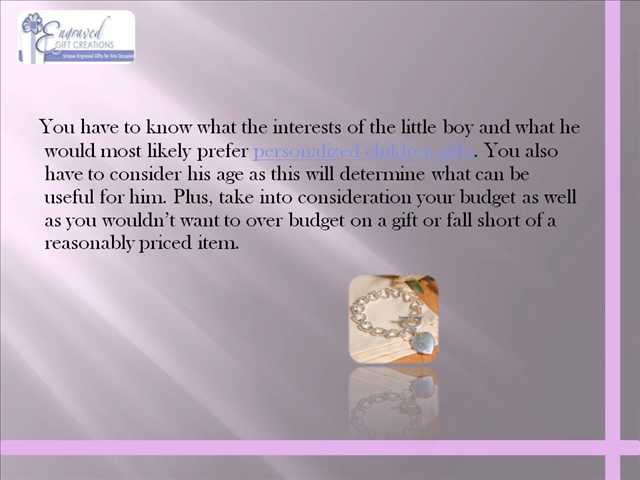 Engraved
GIFT CREATIONS
Unique Engraved Gifts for Any Occasion
You have to know what the interests of the little boy and what he
would most likely prefer personalized children gifts. You also
have to consider his age as this will determine what can be
useful for him. Plus, take into consideration your budget as well
as you wouldn't want to over budget on a gift or fall short of a
reasonably priced item.